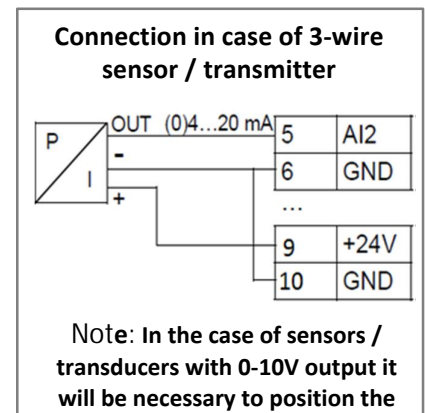 Connection in case of 3-wire
sensor / transmitter
OUT (0)4...20 mA 5 AI2
P
-
6 GND
I
+
...
9 +24V
10 GND
Note: In the case of sensors /
transducers with 0-10V output it
will be necessary to position the